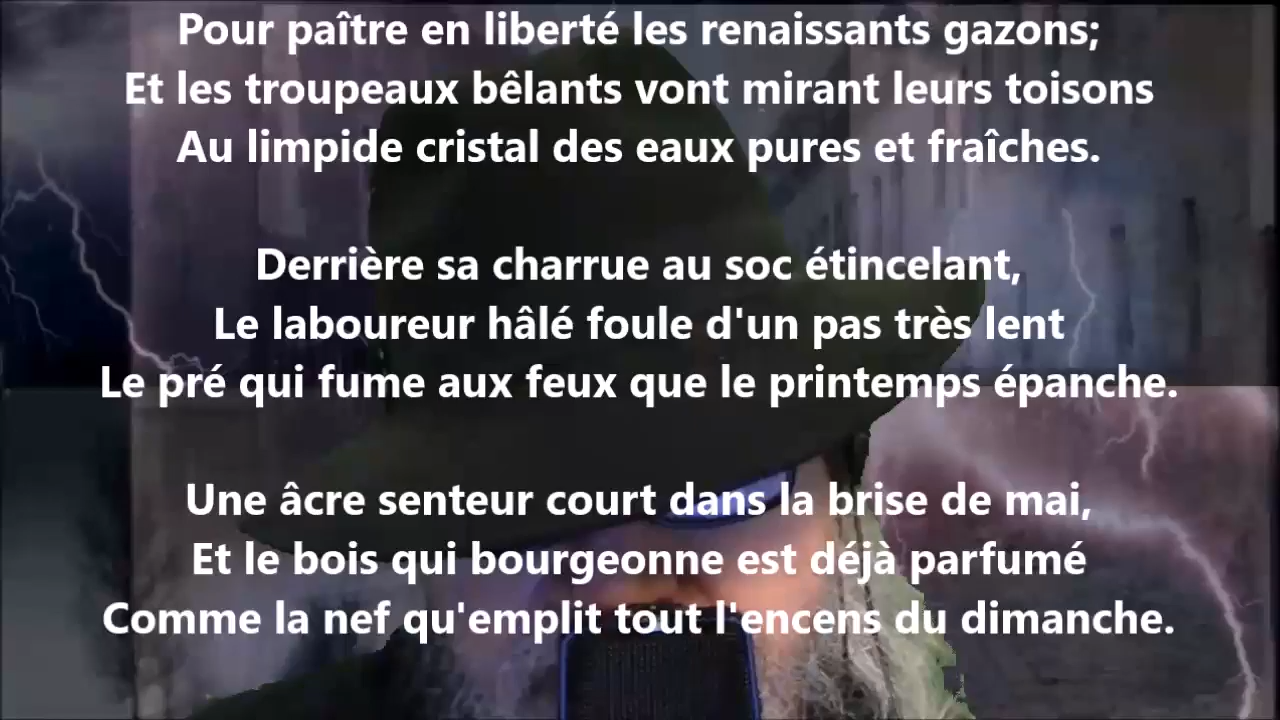 Pour paître en liberté les renaissants gazons;
Et les troupeaux bêlants vont mirant leurs toisons
Au limpide cristal des eaux pures et fraîches.
Derrière sa charrue au soc étincelant,
Le laboureur hâlé foule d'un pas très lent
Le pré qui fume aux feux que le printemps épanche.
Une âcre senteur court dans la brise de mai,
Et le bois qui bourgeonne est déjà parfumé
Comme la nef qu'emplit tout l'encens du dimanche.